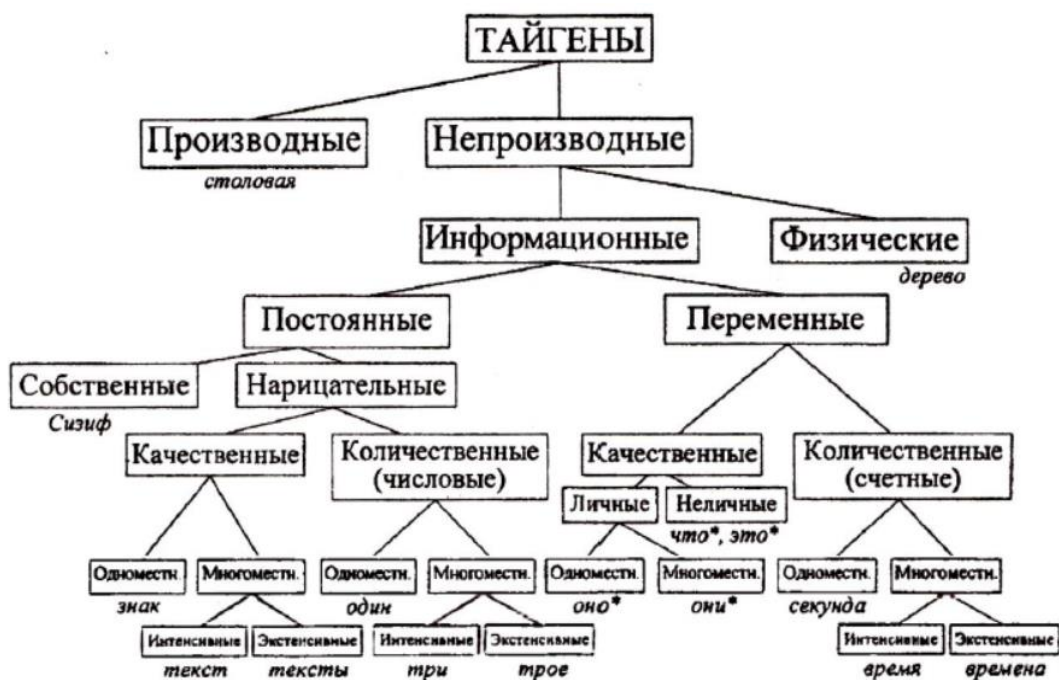 ТАЙГЕНЫ
Производные
Непроизводные
столовая
Информационные
Физические
дерево
Постоянные
Переменные
Собственные
Нарицательные
Сизиф
Качественные
Количественные
(числовые)
Качественные
Количественные
(счетные)
Личные
Неличные
что*, это*
Одноместн.
Многоместн.
Одноместн.
Многоместн.
Одноместн.
Многоместн.
Одноместн.
Многоместн.
знак
один
оно*
они*
секунда
Интенсивные
Экстенсивные
Интенсивные
Экстенсивные
Интенсивные
Экстенсивные
текст
тексты
три
трое
время
времена